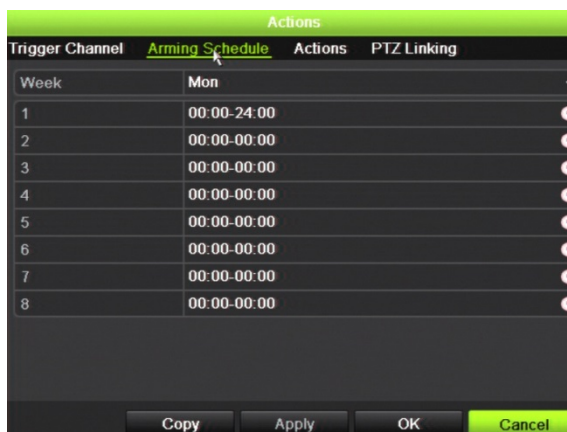 Actions
Trigger Channel Arming Schedule Actions PTZ Linking
Week Mon
1 00:00-24:00
2 00:00-00:00
3 00:00-00:00
4 00:00-00:00
5 00:00-00:00
6 00:00-00:00
7 00:00-00:00
8 00:00-00:00
Copy Apply OK Cancel